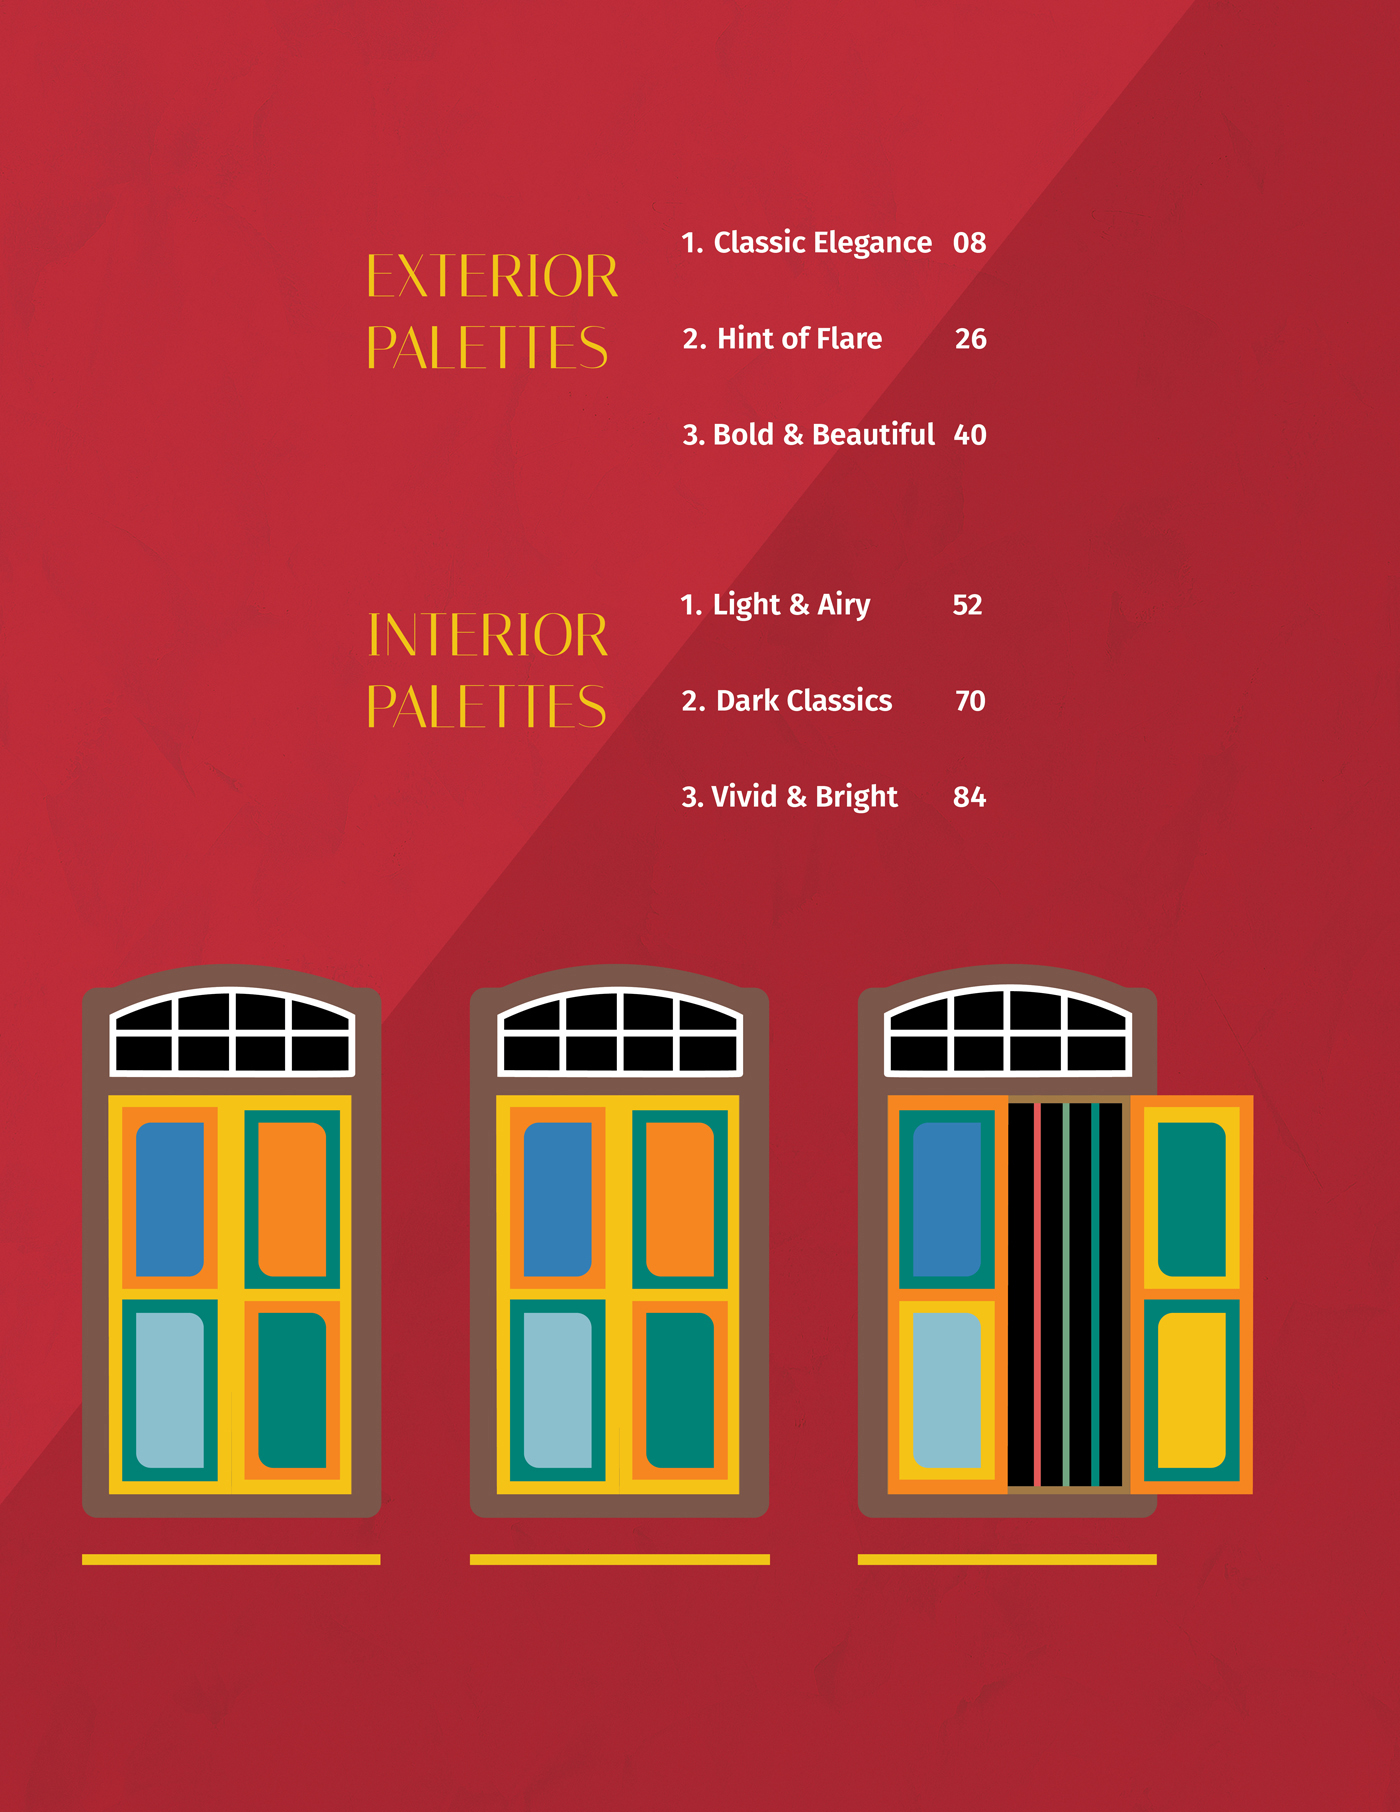 EXTERIOR
PALETTES
1. Classic Elegance 08
2. Hint of Flare 26
3. Bold & Beautiful 40
INTERIOR
PALETTES
1. Light & Airy 52
2. Dark Classics 70
3. Vivid & Bright 84